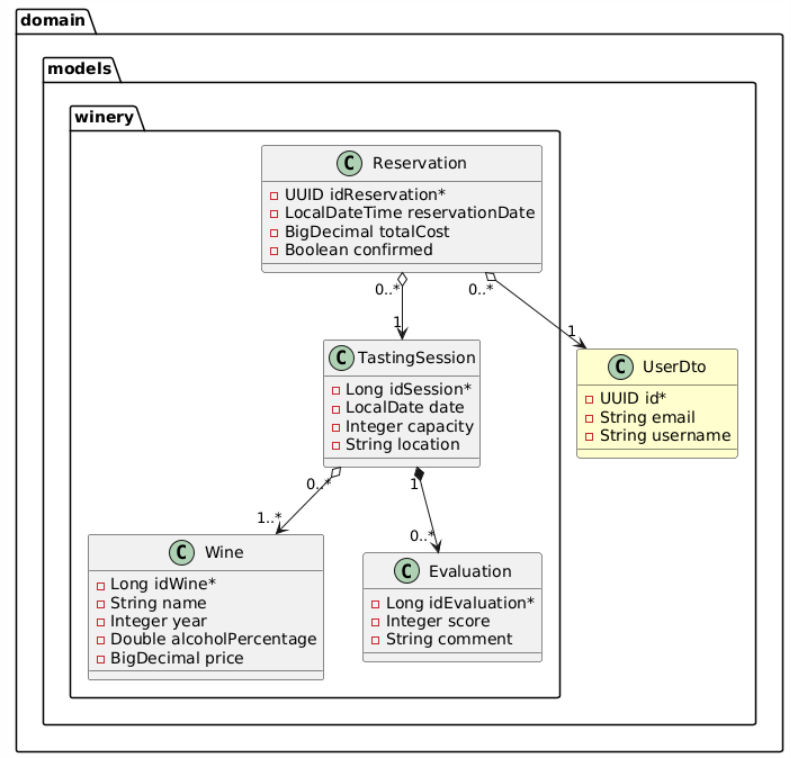 domain
models
winery
C Reservation
UUID idReservation*
LocalDateTime reservationDate
BigDecimal totalCost
Boolean confirmed
0..*
0..*
1
1
C TastingSession
Long idSession*
LocalDate date
Integer capacity
String location
C UserDto
UUID id*
String email
String username
0..*
1
1..*
0..*
C Wine
Long idWine*
String name
Integer year
Double alcoholPercentage
BigDecimal price
C Evaluation
Long idEvaluation*
Integer score
String comment